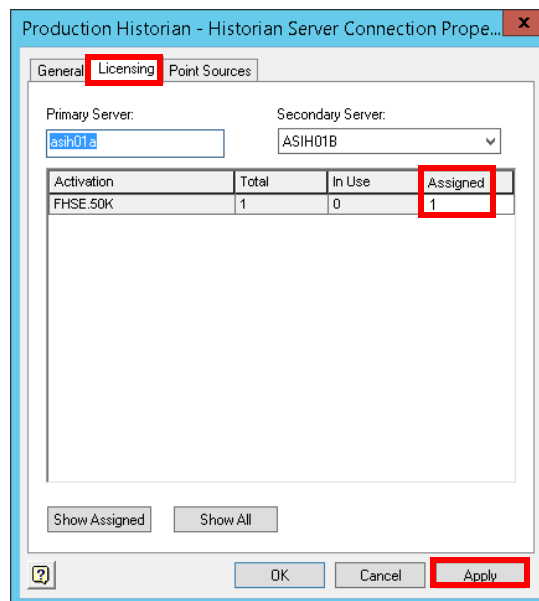 Production Historian - Historian Server Connection Prope... x
General Licensing Point Sources
Primary Server: Secondary Server:
asih01a ASIH01B
Activation Total In Use Assigned
FHSE.50K 1 0 1
Show Assigned Show All
? OK Cancel Apply